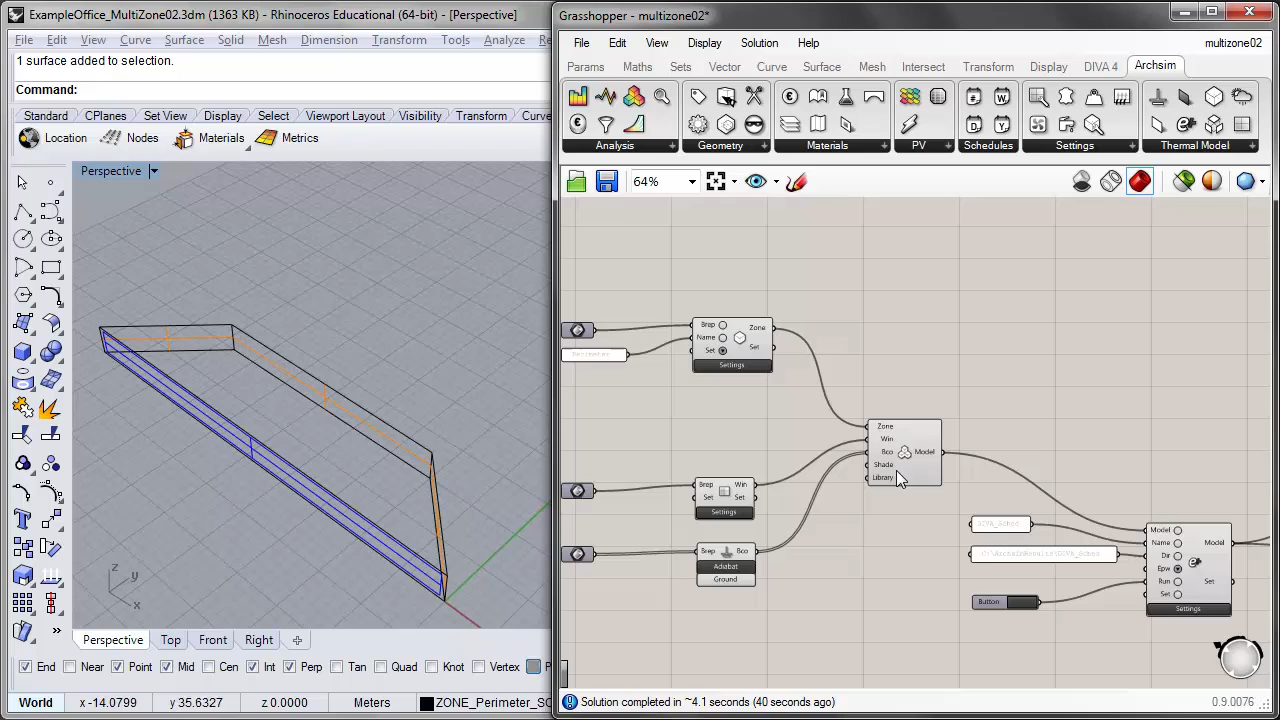 ExampleOffice_MultiZone02.3dm (1363 KB) - Rhinoceros Educational (64-bit) - [Perspective]
File Edit View Curve Surface Solid Mesh Dimension Transform Tools Analyze Re
1 surface added to selection.
Command:
Standard CPlanes Set View Display Select Viewport Layout Visibility Transform Curve
Location Nodes Materials Metrics
Perspective
z
y
x
Perspective Top Front Right
End Near Point Mid Cen Int Perp Tan Quad Knot Vertex P
World x -14.0799 y 35.6327 z 0.0000 Meters ZONE_Perimeter_SO
Grasshopper - multizone02*
File Edit View Display Solution Help multizone02
Params Maths Sets Vector Curve Surface Mesh Intersect Transform Display DIVA 4 Archsim
Analysis Geometry Materials PV Schedules Settings Thermal Model
64%
Brep
Name
Set
Zone
Set
Settings
Perimeter
Brep
Set
Win
Set
Settings
Brep
Bco
Adiabat
Ground
Zone
Win
Bco
Shade
Library
Model
DIVA_Adhed
Button
Model
Name
Dir
Epw
Run
Set
Model
Set
Settings
Solution completed in ~4.1 seconds (40 seconds ago)
0.9.0076